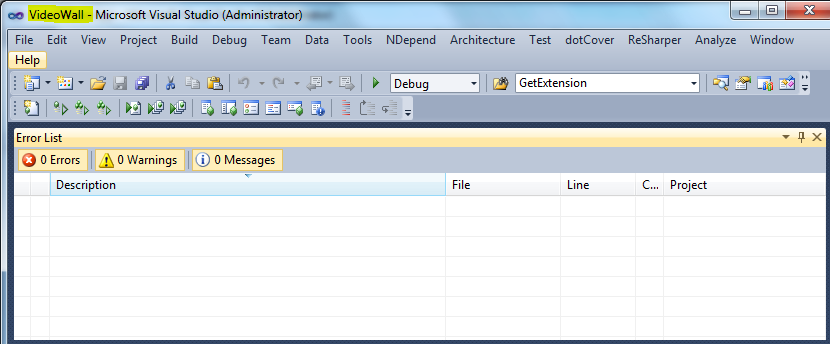 VideoWall - Microsoft Visual Studio (Administrator)
File Edit View Project Build Debug Team Data Tools NDepend Architecture Test dotCover ReSharper Analyze Window
Help
Debug GetExtension
Error List
0 Errors 0 Warnings 0 Messages
Description File Line C... Project